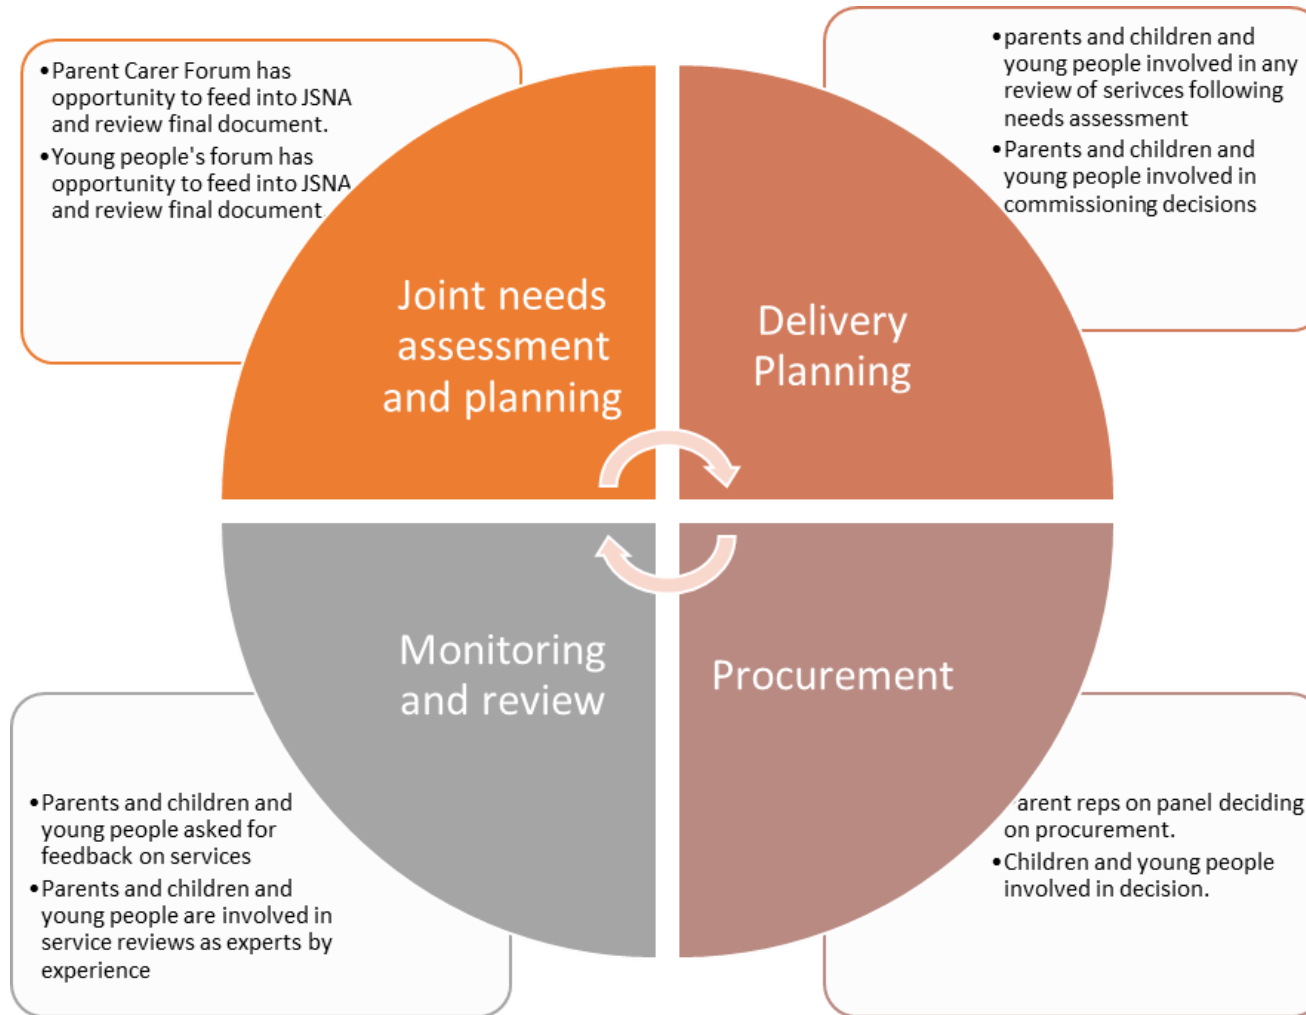 •Parent Carer Forum has
opportunity to feed into JSNA
and review final document.
•Young people's forum has
opportunity to feed into JSNA
and review final document
•parents and children and
young people involved in any
review of serivces following
needs assessment
•Parents and children and
young people involved in
commissioning decisions
Joint needs
assessment
and planning
Delivery
Planning
Monitoring
and review
Procurement
•Parents and children and
young people asked for
feedback on services
•Parents and children and
young people are involved in
service reviews as experts by
experience
Parent reps on panel deciding
on procurement.
•Children and young people
involved in decision.